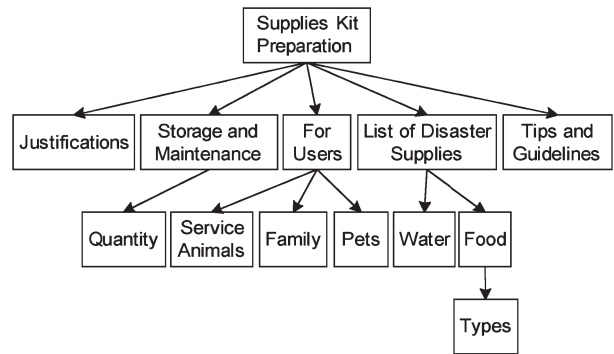 Supplies Kit
Preparation
Justifications
Storage and
Maintenance
For
Users
List of Disaster
Supplies
Tips and
Guidelines
Quantity
Service
Animals
Family
Pets
Water
Food
Types